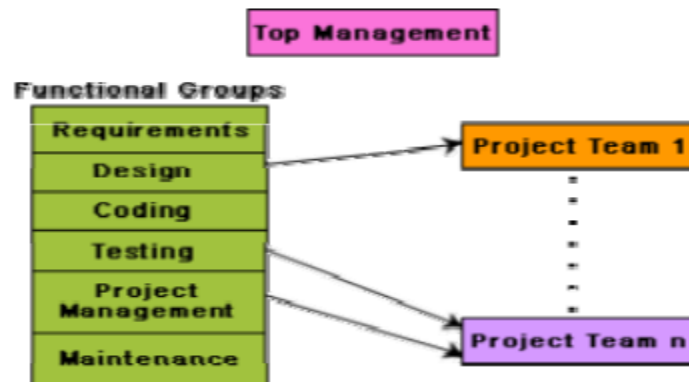 Top Management
Functional Groups
Requirements
Design
Coding
Testing
Project
Management
Maintenance
Project Team 1
Project Team n